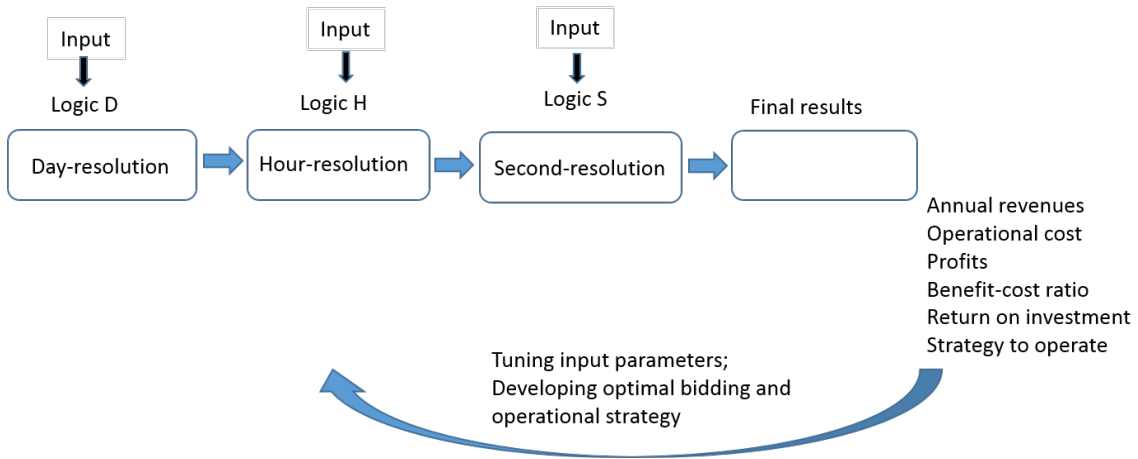 Input
Input
Input
Logic D
Logic H
Logic S
Final results
Day-resolution
Hour-resolution
Second-resolution
Annual revenues
Operational cost
Profits
Benefit-cost ratio
Return on investment
Strategy to operate
Tuning input parameters;
Developing optimal bidding and
operational strategy